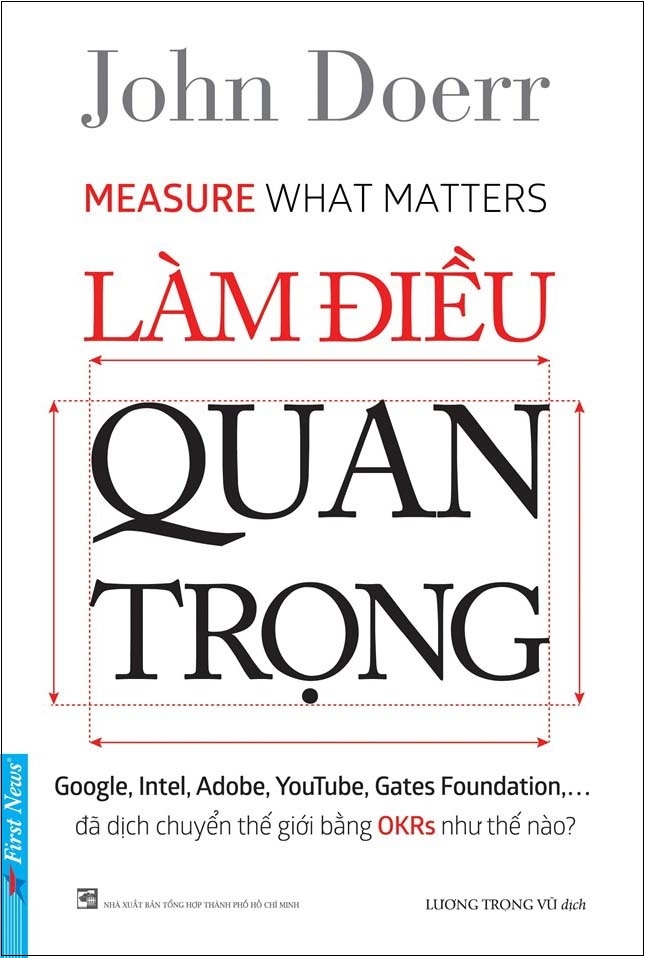 John Doerr
MEASURE WHAT MATTERS
LÀM ĐIỀU
QUAN
TRỌNG
Google, Intel, Adobe, YouTube, Gates Foundation,...
đã dịch chuyển thế giới bằng OKRs như thế nào?
First News®
NHÀ XUẤT BẢN TỔNG HỢP THÀNH PHỐ HỒ CHÍ MINH
LƯƠNG TRỌNG VŨ dịch